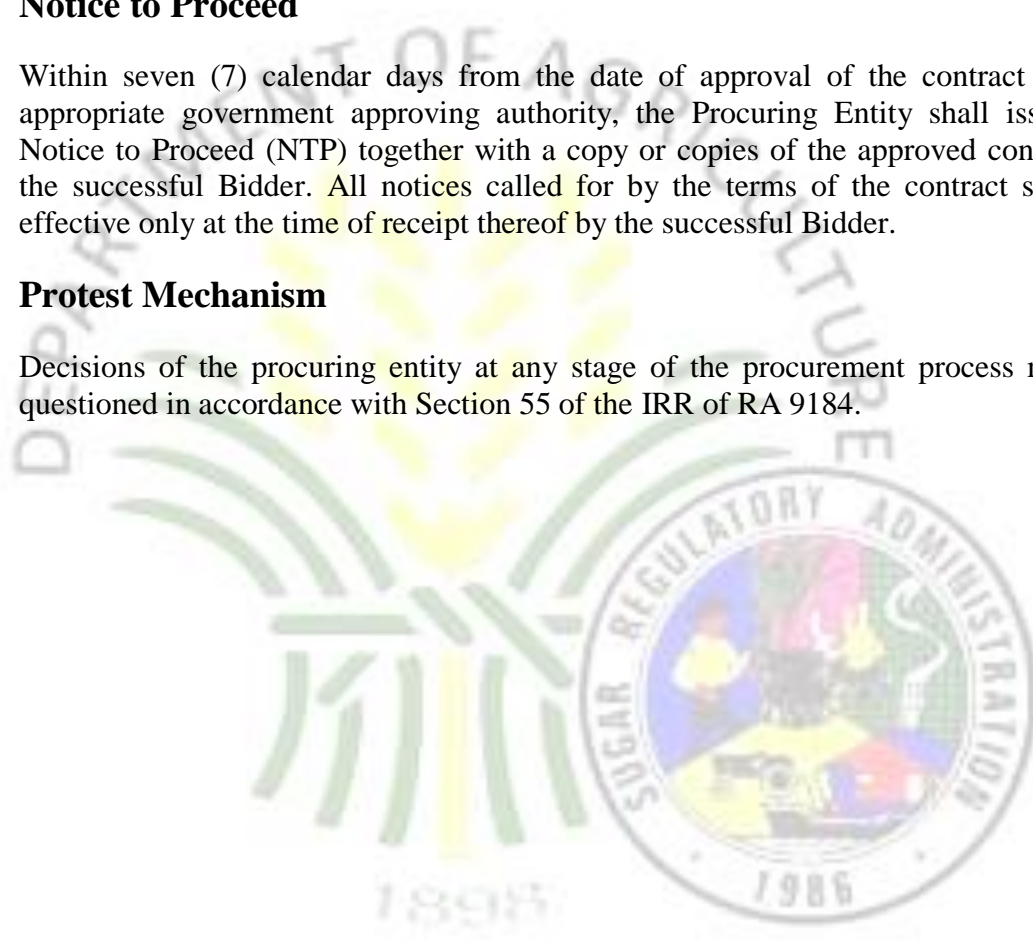 Notice to Proceed
Within seven (7) calendar days from the date of approval of the contract
appropriate government approving authority, the Procuring Entity shall iss
Notice to Proceed (NTP) together with a copy or copies of the approved con
the successful Bidder. All notices called for by the terms of the contract s
effective only at the time of receipt thereof by the successful Bidder.
Protest Mechanism
Decisions of the procuring entity at any stage of the procurement process
questioned in accordance with Section 55 of the IRR of RA 9184.
DEPARTMENT OF AGRICULTURE
1898
SUGAR REGULATORY ADMINISTRATION
1986